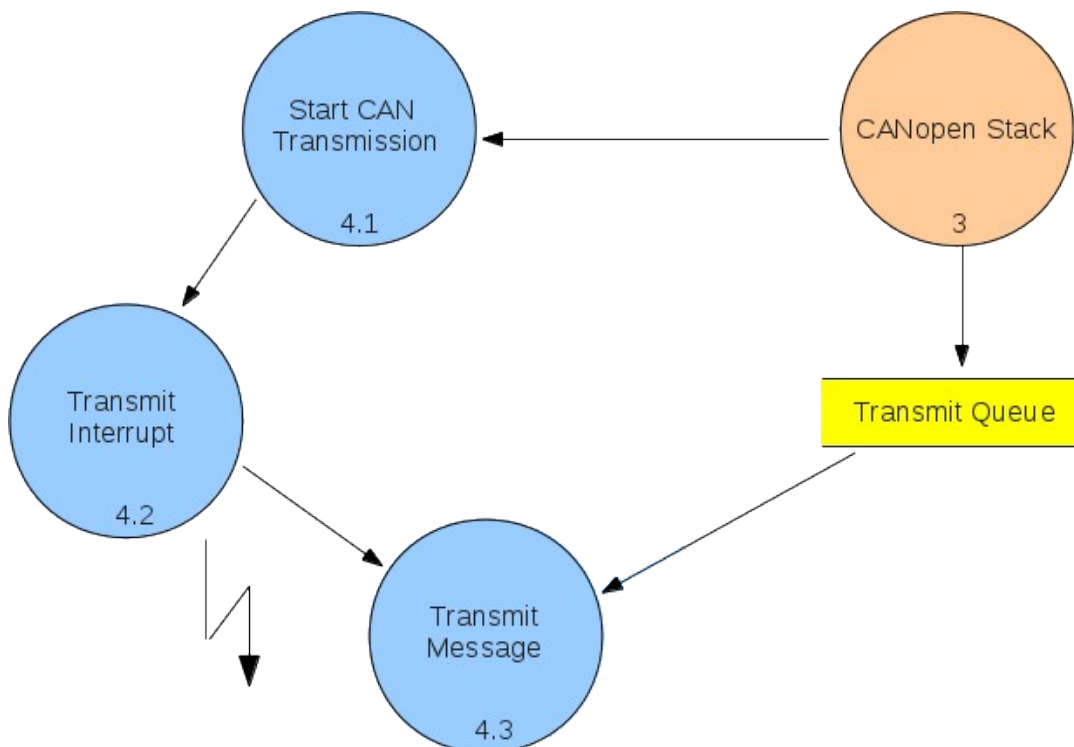 Start CAN
Transmission
4.1
CANopen Stack
3
Transmit
Interrupt
4.2
Transmit Queue
Transmit
Message
4.3